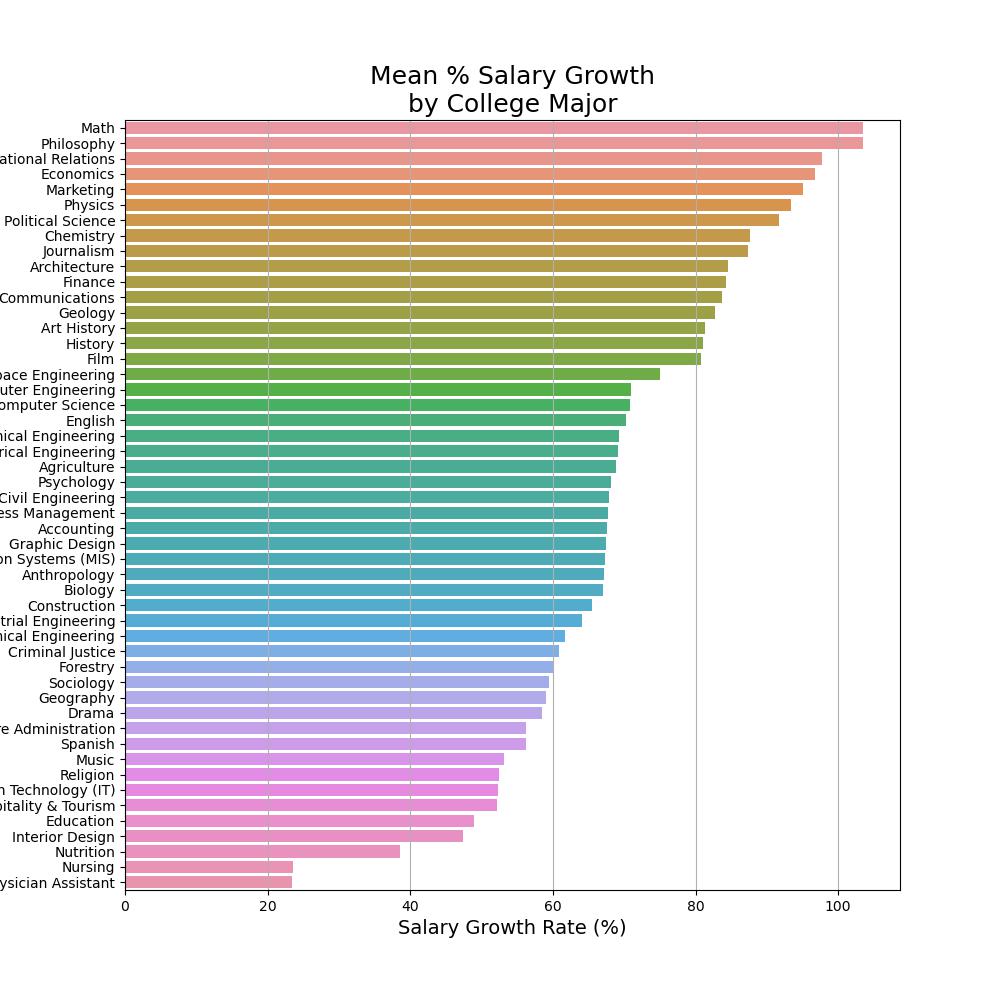 Mean % Salary Growth
by College Major
Math
Philosophy
ational Relations
Economics
Marketing
Physics
Political Science
Chemistry
Journalism
Architecture
Finance
Communications
Geology
Art History
History
Film
pace Engineering
uter Engineering
omputer Science
English
nical Engineering
rical Engineering
Agriculture
Psychology
Civil Engineering
ess Management
Accounting
Graphic Design
on Systems (MIS)
Anthropology
Biology
Construction
trial Engineering
nical Engineering
Criminal Justice
Forestry
Sociology
Geography
Drama
re Administration
Spanish
Music
Religion
n Technology (IT)
pitality & Tourism
Education
Interior Design
Nutrition
Nursing
ysician Assistant
0 20 40 60 80 100
Salary Growth Rate (%)